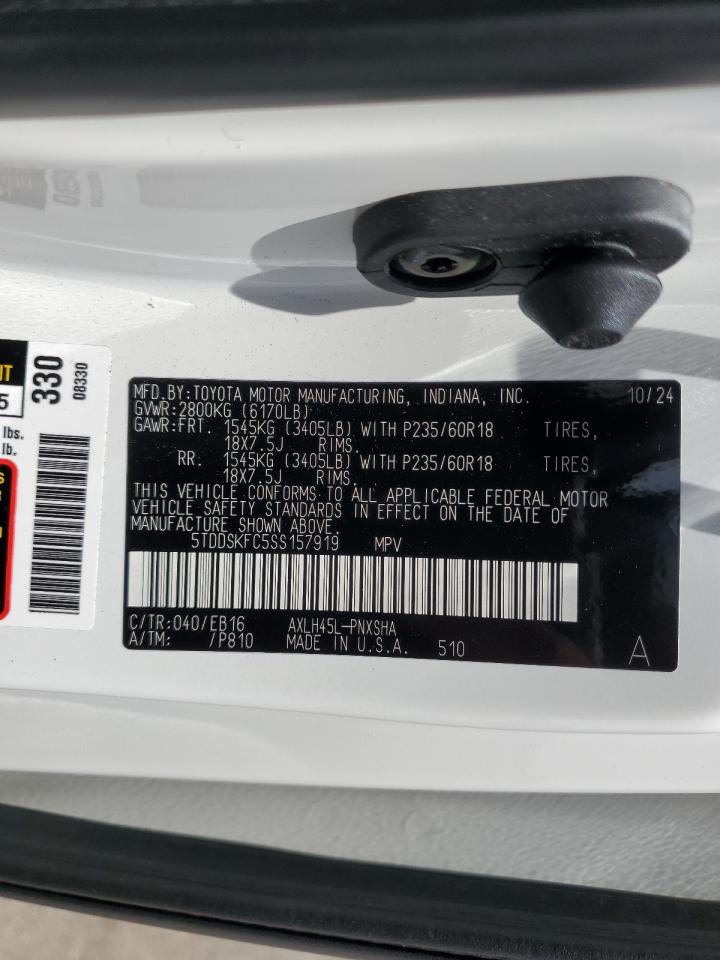 MFD.BY:TOYOTA MOTOR MANUFACTURING, INDIANA, INC. 10/24
GVWR:2800KG (6170LB)
GAWR:FRT. 1545KG (3405LB) WITH P235/60R18 TIRES,
18X7.5J RIMS.
RR. 1545KG (3405LB) WITH P235/60R18 TIRES,
18X7.5J RIMS
THIS VEHICLE CONFORMS TO ALL APPLICABLE FEDERAL MOTOR
VEHICLE SAFETY STANDARDS IN EFFECT ON THE DATE OF
MANUFACTURE SHOWN ABOVE.
5TDDSKFC5SS157919 MPV
C/TR:040/EB16 AXLH45L-PNXSHA
A/TM: /P810 MADE IN U.S.A. 510 A
330
08330
5
lbs.
lb.